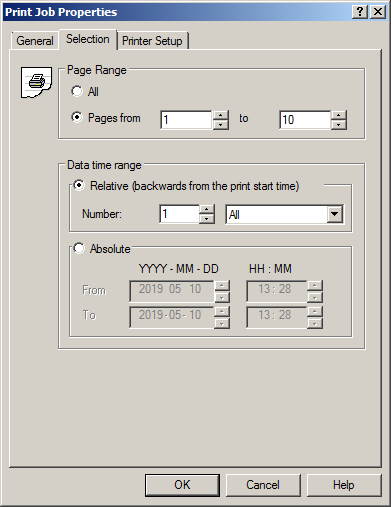 Print Job Properties ?
General Selection Printer Setup
Page Range
All
Pages from 1 to 10
Data time range
Relative (backwards from the print start time)
Number: 1 All
Absolute
YYYY - MM - DD HH : MM
From 2019 05 10 13 : 28
To 2019 - 05 - 10 13 : 28
OK Cancel Help